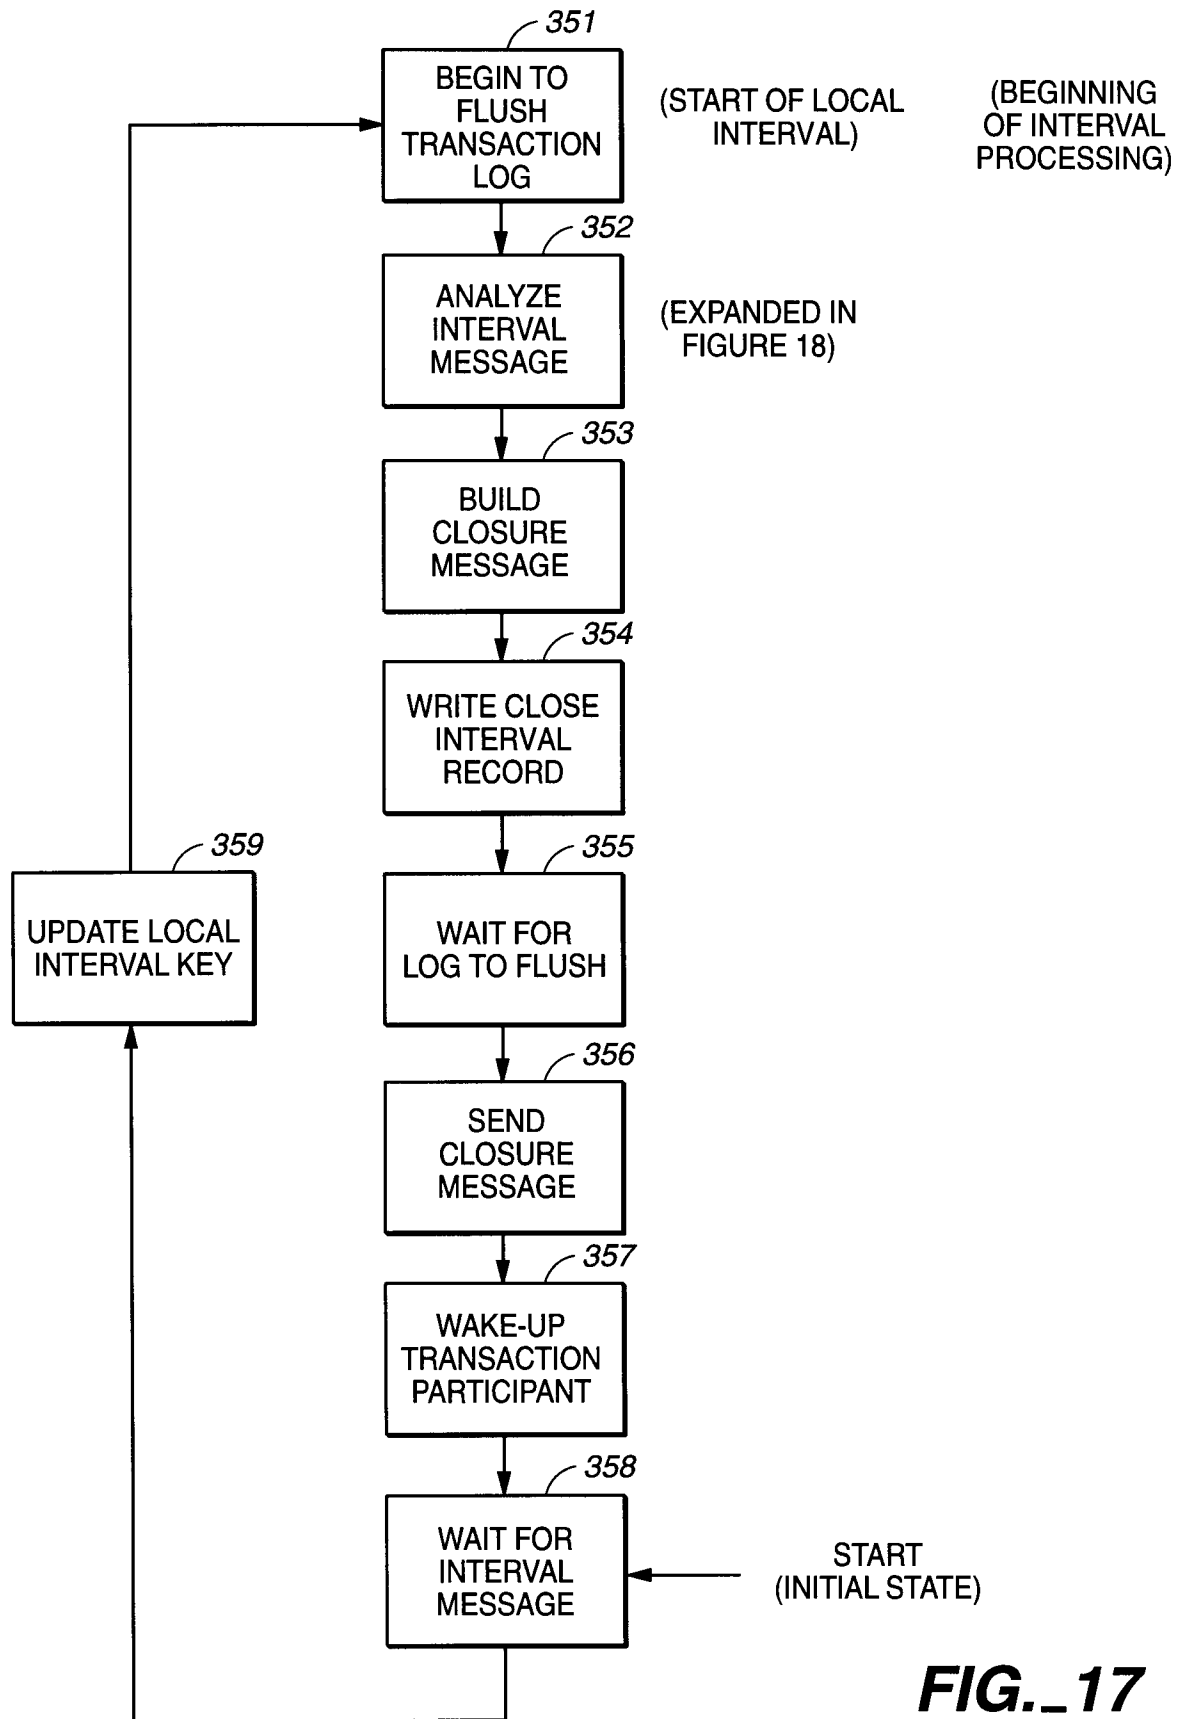 351
BEGIN TO
FLUSH
TRANSACTION
LOG
(START OF LOCAL
INTERVAL)
(BEGINNING
OF INTERVAL
PROCESSING)
352
ANALYZE
INTERVAL
MESSAGE
(EXPANDED IN
FIGURE 18)
353
BUILD
CLOSURE
MESSAGE
354
WRITE CLOSE
INTERVAL
RECORD
359
UPDATE LOCAL
INTERVAL KEY
355
WAIT FOR
LOG TO FLUSH
356
SEND
CLOSURE
MESSAGE
357
WAKE-UP
TRANSACTION
PARTICIPANT
358
WAIT FOR
INTERVAL
MESSAGE
START
(INITIAL STATE)
FIG._17